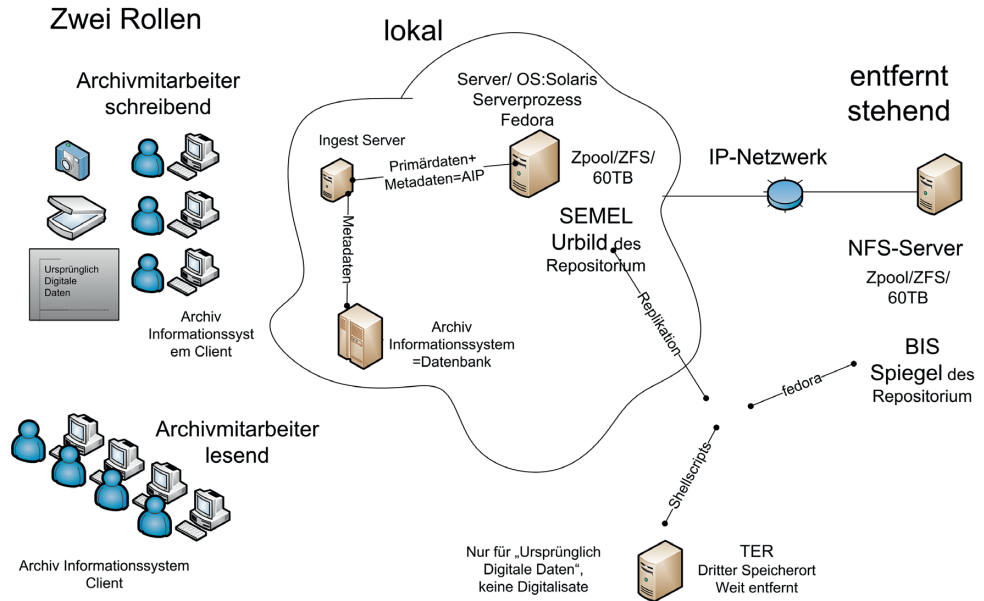 Zwei Rollen
Archivmitarbeiter
schreibend
Ursprünglich
Digitale
Daten
Archiv
Informationssyst
em Client
Archivmitarbeiter
lesend
Archiv Informationssystem
Client
lokal
Server/ OS:Solaris
Serverprozess
Fedora
Ingest Server
Primärdaten+
Metadaten=AIP
Zpool/ZFS/
60TB
Metadaten
SEMEL
Urbild des
Repositorium
Archiv
Informationssystem
=Datenbank
Replikation
entfernt
stehend
IP-Netzwerk
NFS-Server
Zpool/ZFS/
60TB
BIS
Spiegel des
Repositorium
fedora
Shellscripts
Nur für „Ursprünglich
Digitale Daten“,
keine Digitalisate
TER
Dritter Speicherort
Weit entfernt